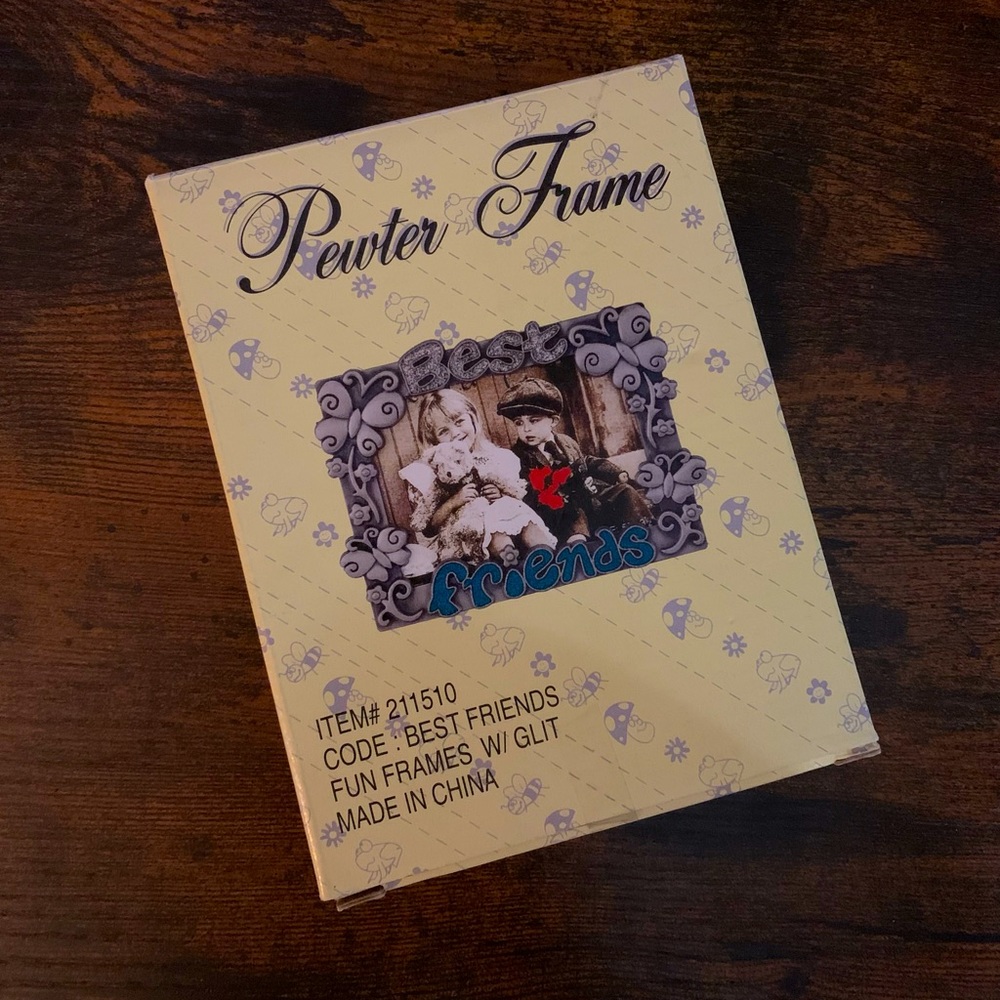 Pewter Frame
Best
friends
ITEM# 211510
CODE : BEST FRIENDS
FUN FRAMES W/ GLIT
MADE IN CHINA